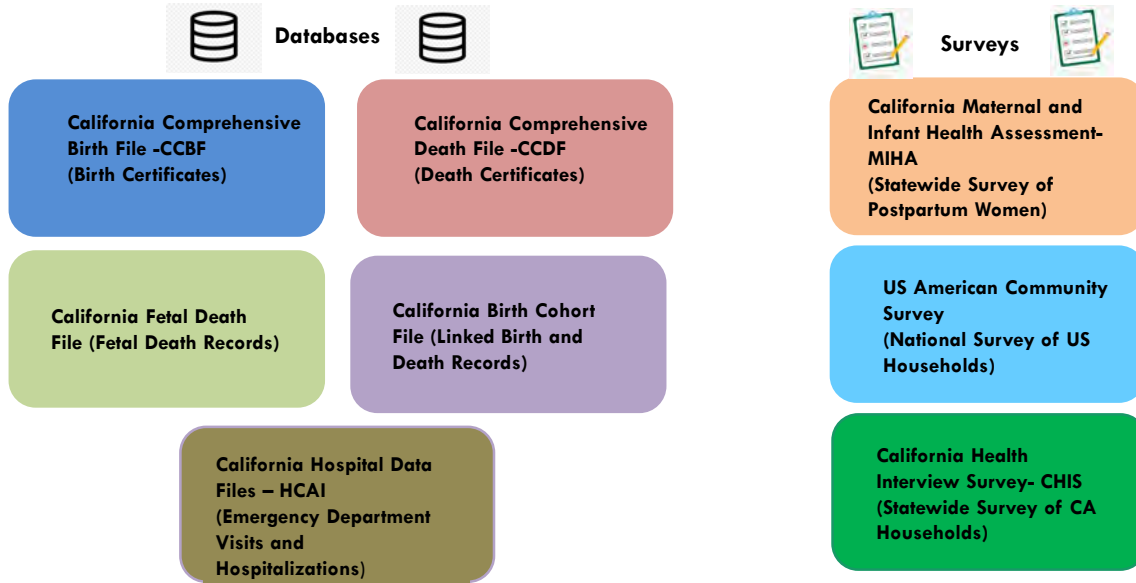 Databases
Surveys
California Comprehensive
Birth File -CCBF
(Birth Certificates)
California Comprehensive
Death File -CCDF
(Death Certificates)
California Maternal and
Infant Health Assessment-
MIHA
(Statewide Survey of
Postpartum Women)
California Fetal Death
File (Fetal Death Records)
California Birth Cohort
File (Linked Birth and
Death Records)
US American Community
Survey
(National Survey of US
Households)
California Hospital Data
Files – HCAI
(Emergency Department
Visits and
Hospitalizations)
California Health
Interview Survey- CHIS
(Statewide Survey of CA
Households)